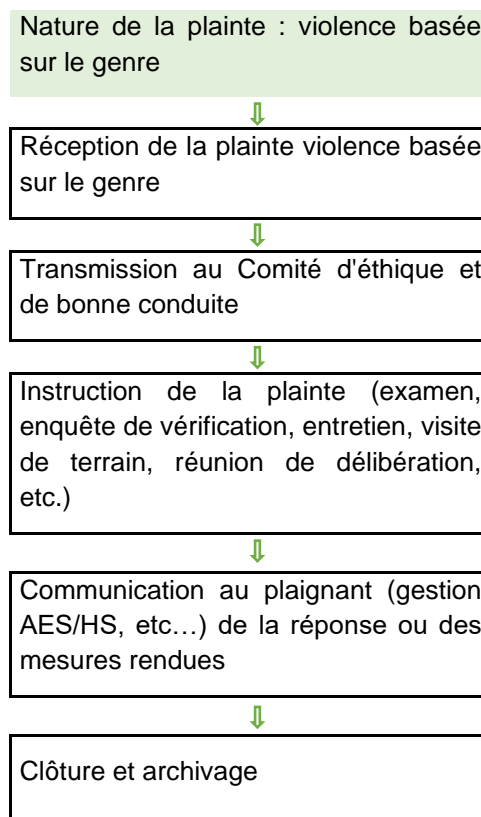 Nature de la plainte : violence basée
sur le genre
Réception de la plainte violence basée
sur le genre
Transmission au Comité d'éthique et
de bonne conduite
Instruction de la plainte (examen,
enquête de vérification, entretien, visite
de terrain, réunion de délibération,
etc.)
Communication au plaignant (gestion
AES/HS, etc…) de la réponse ou des
mesures rendues
Clôture et archivage